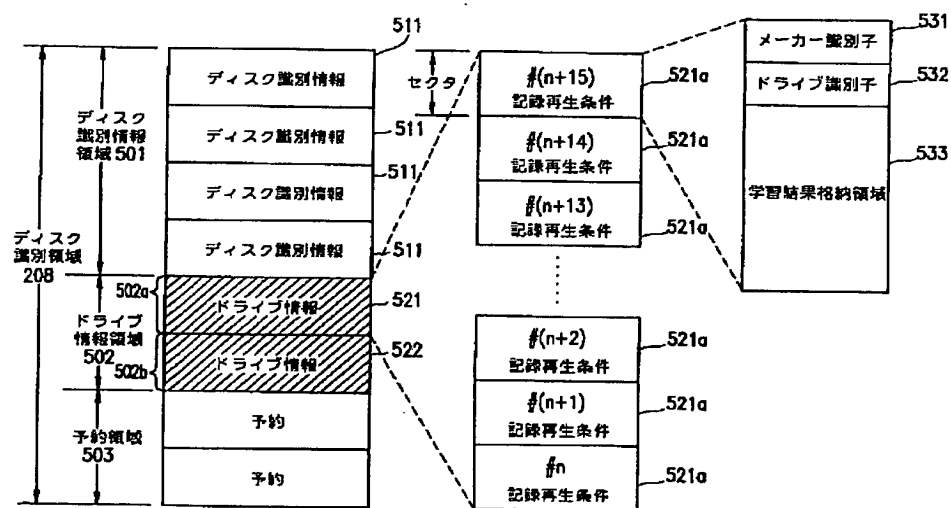 511
ディスク識別情報
ディスク識別情報
511
ディスク識別情報
511
ディスク識別情報
511
ディスク
識別情報
領域501
ディスク
識別領域
208
502a
ドライブ情報
521
ドライブ
情報領域
502
502b
ドライブ情報
522
予約領域
503
予約
予約
セクタ
#(n+15)
記録再生条件
521a
#(n+14)
記録再生条件
521a
#(n+13)
記録再生条件
521a
#(n+2)
記録再生条件
521a
#(n+1)
記録再生条件
521a
#n
記録再生条件
521a
メーカー識別子
531
ドライブ識別子
532
学習結果格納領域
533